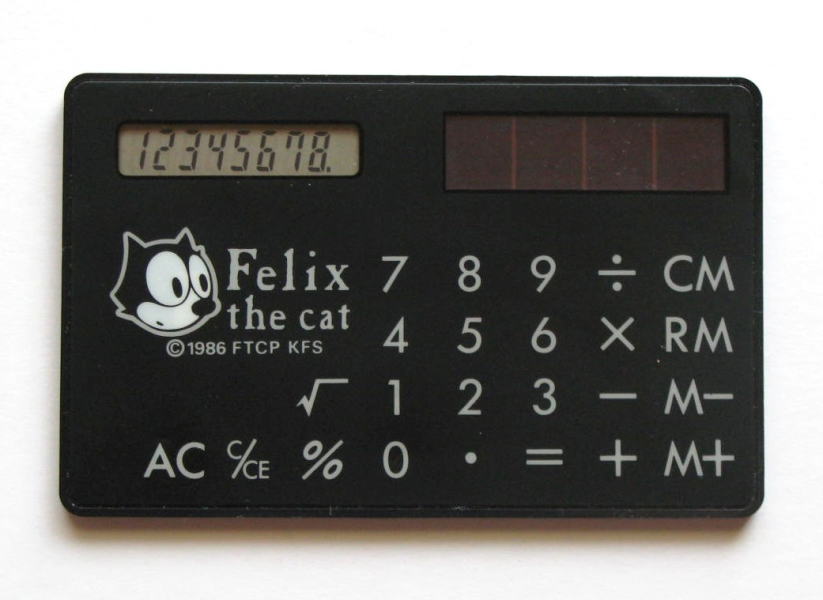 12345678.
Felix
the cat
©1986 FTCP KFS
7 8 9 ÷ CM
4 5 6 × RM
√ 1 2 3 − M−
AC C/CE % 0 · = + M+